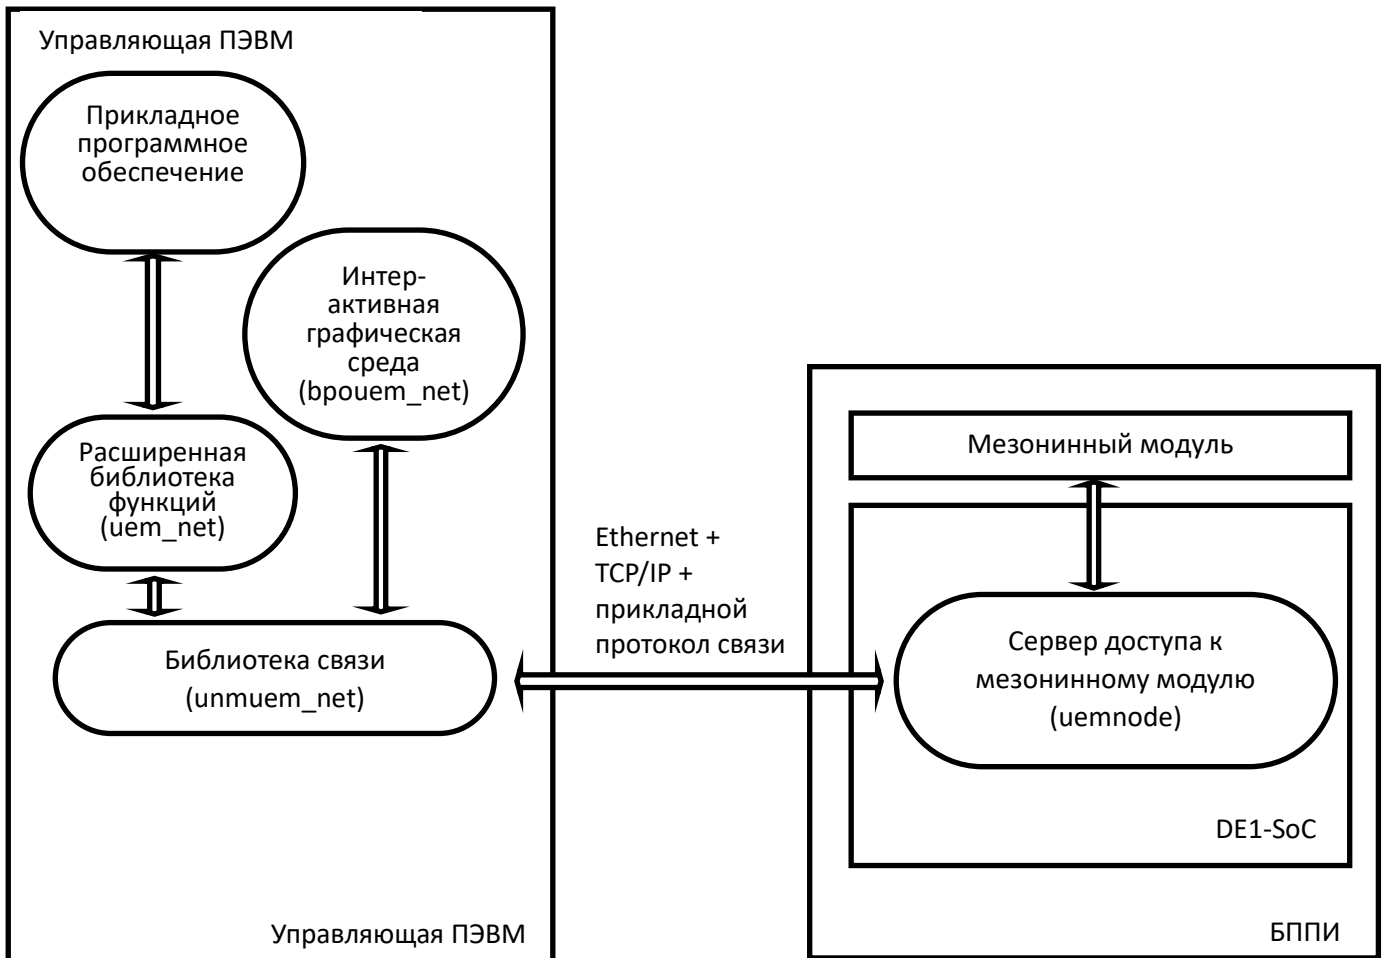 Управляющая ПЭВМ
Прикладное
программное
обеспечение
Интер-
активная
графическая
среда
(bpouem_net)
Расширенная
библиотека
функций
(uem_net)
Библиотека связи
(unmuem_net)
Управляющая ПЭВМ
Ethernet +
TCP/IP +
прикладной
протокол связи
Мезонинный модуль
Сервер доступа к
мезонинному модулю
(uemnode)
DE1-SoC
БППИ